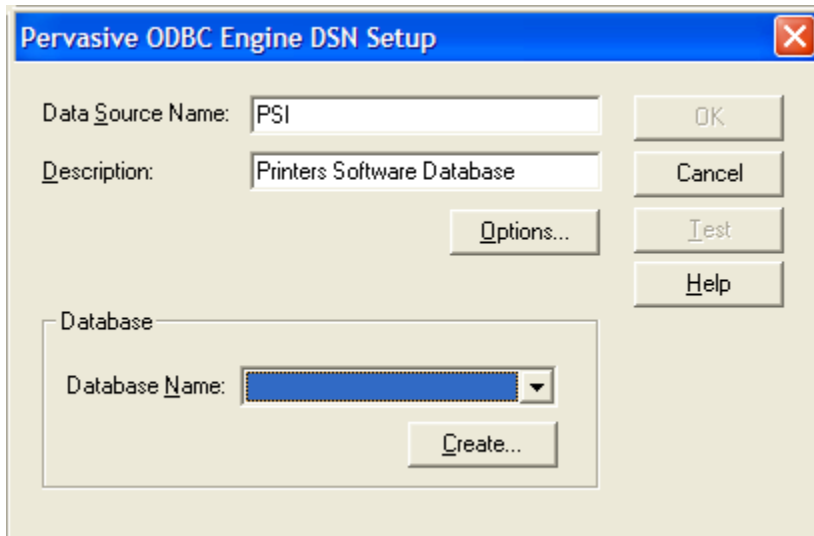 Pervasive ODBC Engine DSN Setup
Data Source Name: PSI OK
Description: Printers Software Database Cancel
Options... Test
Help
Database
Database Name:
Create...